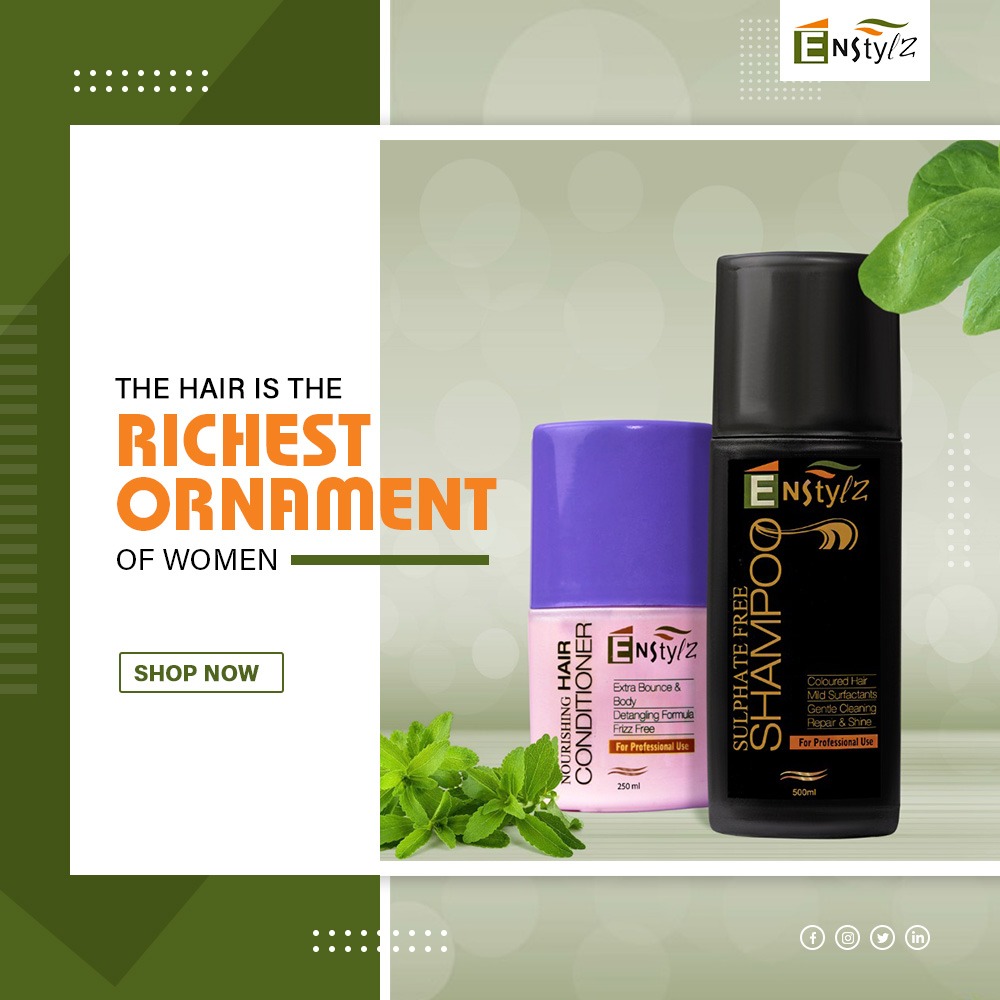 ENStylZ
THE HAIR IS THE
RICHEST
ORNAMENT
OF WOMEN
SHOP NOW
NOURISHING HAIR
CONDITIONER
ENStylZ
Extra Bounce &
Body
Detangling Formula
Frizz Free
For Professional Use
250 ml
ENStylZ
SULPHATE FREE
SHAMPOO
Coloured Hair
Mild Surfactants
Gentle Cleaning
Repair & Shine
For Professional Use
500ml